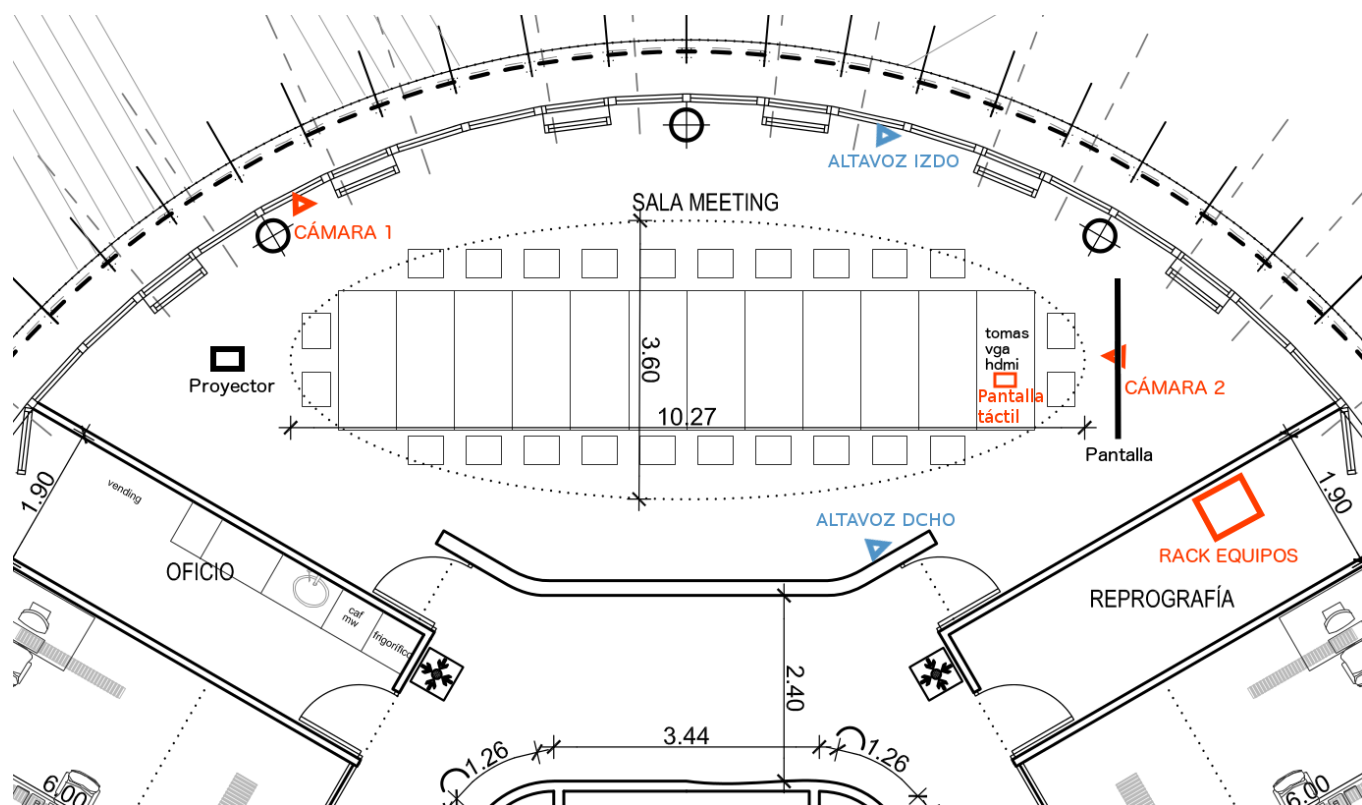 ALTAVOZ IZDO
SALA MEETING
CÁMARA 1
3.60
tomas
vga
hdmi
Pantalla
táctil
Proyector
CÁMARA 2
10.27
Pantalla
1.90
vending
1.90
ALTAVOZ DCHO
RACK EQUIPOS
OFICIO
REPROGRAFÍA
caf
mw
frigorífico
2.40
3.44
1.26
1.26
6.00
6.00